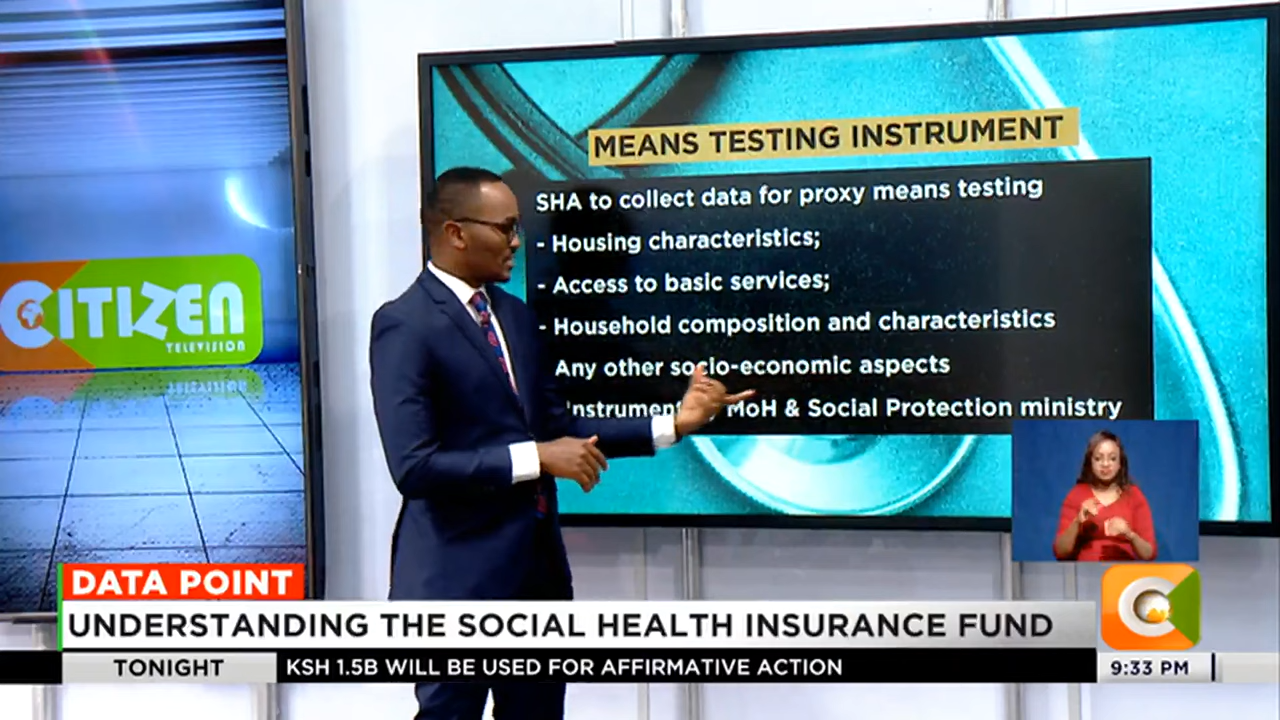 CITIZEN
TELEVISION
MEANS TESTING INSTRUMENT
SHA to collect data for proxy means testing
- Housing characteristics;
- Access to basic services;
- Household composition and characteristics
Any other socio-economic aspects
MoH & Social Protection ministry
DATA POINT
UNDERSTANDING THE SOCIAL HEALTH INSURANCE FUND
TONIGHT
KSH 1.5B WILL BE USED FOR AFFIRMATIVE ACTION
9:33 PM